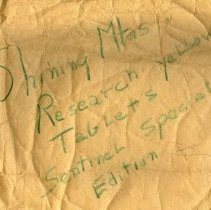 Shining Mtns
Research Yellow
Tablets
Sentinel Special
Edition